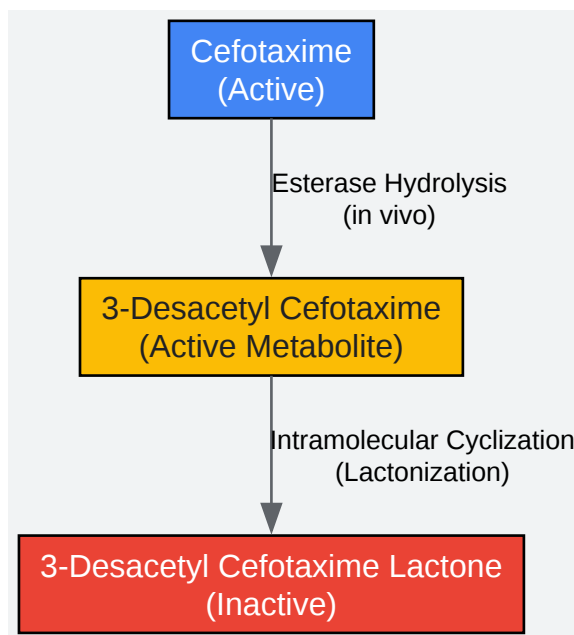 Cefotaxime
(Active)
Esterase Hydrolysis
(in vivo)
3-Desacetyl Cefotaxime
(Active Metabolite)
Intramolecular Cyclization
(Lactonization)
3-Desacetyl Cefotaxime Lactone
(Inactive)